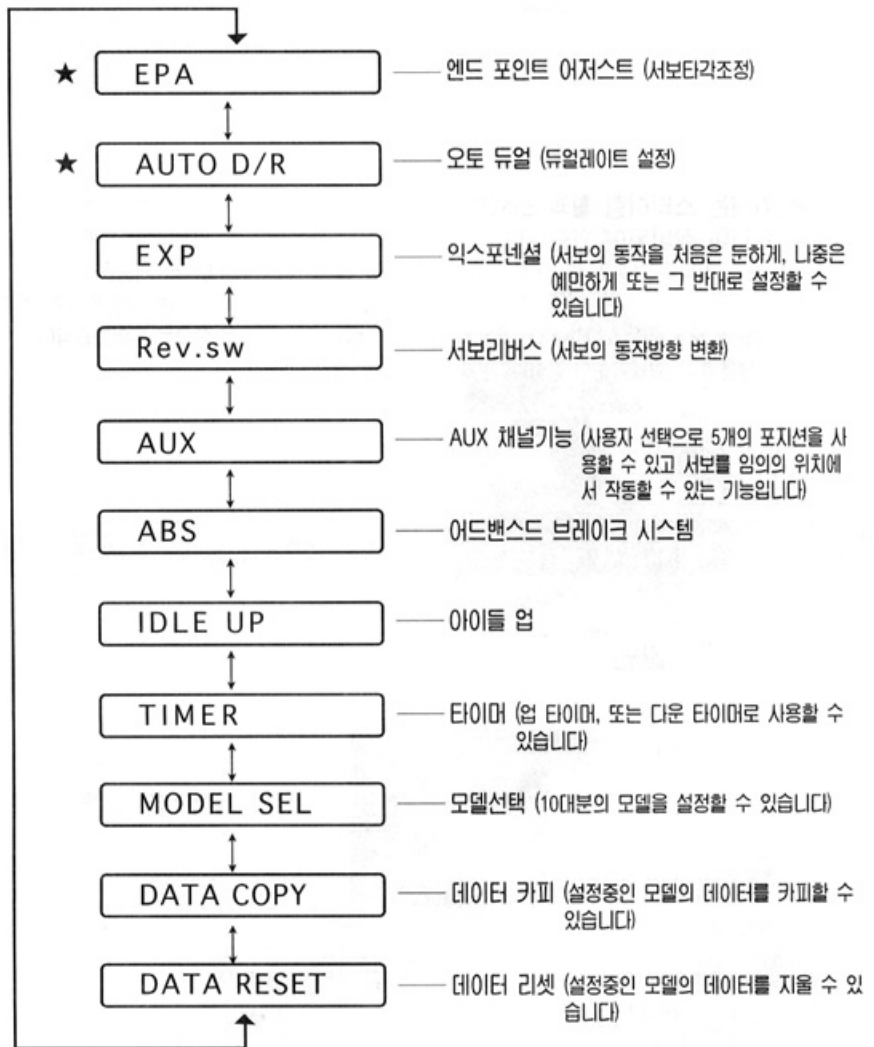 ★ EPA 엔드 포인트 어저스트 (서보타각조정)
★ AUTO D/R 오토 듀얼 (듀얼레이트 설정)
EXP 익스포넨셜 (서보의 동작을 처음은 둔하게, 나중은
예민하게 또는 그 반대로 설정할 수
있습니다)
Rev.sw 서보리버스 (서보의 동작방향 변환)
AUX AUX 채널기능 (사용자 선택으로 5개의 포지션을 사
용할 수 있고 서보를 임의의 위치에
서 작동할 수 있는 기능입니다)
ABS 어드밴스드 브레이크 시스템
IDLE UP 아이들 업
TIMER 타이머 (업 타이머, 또는 다운 타이머로 사용할 수
있습니다)
MODEL SEL 모델선택 (10대분의 모델을 설정할 수 있습니다)
DATA COPY 데이터 카피 (설정중인 모델의 데이터를 카피할 수
있습니다)
DATA RESET 데이터 리셋 (설정중인 모델의 데이터를 지울 수 있
습니다)